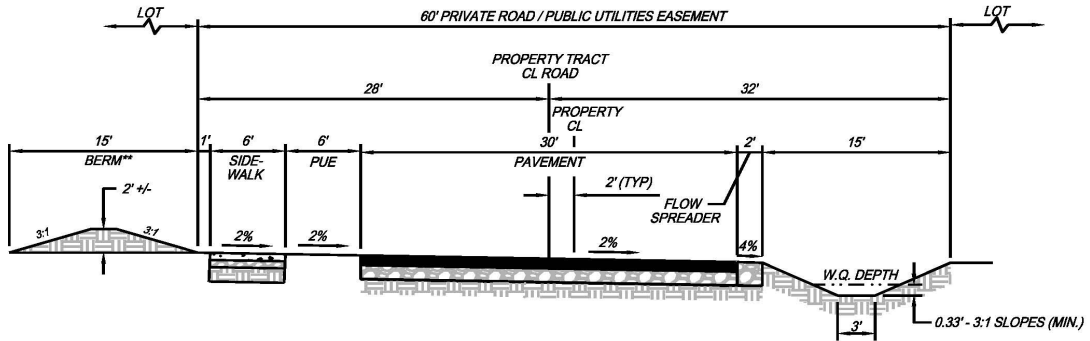 LOT
60' PRIVATE ROAD / PUBLIC UTILITIES EASEMENT
LOT
PROPERTY TRACT
CL ROAD
28'
32'
PROPERTY
CL
15'
1'
6'
6'
30'
2'
15'
BERM**
SIDE-
WALK
PUE
PAVEMENT
2' +/-
2' (TYP)
FLOW
SPREADER
3:1
3:1
2%
2%
2%
4%
W.Q. DEPTH
3'
0.33' - 3:1 SLOPES (MIN.)